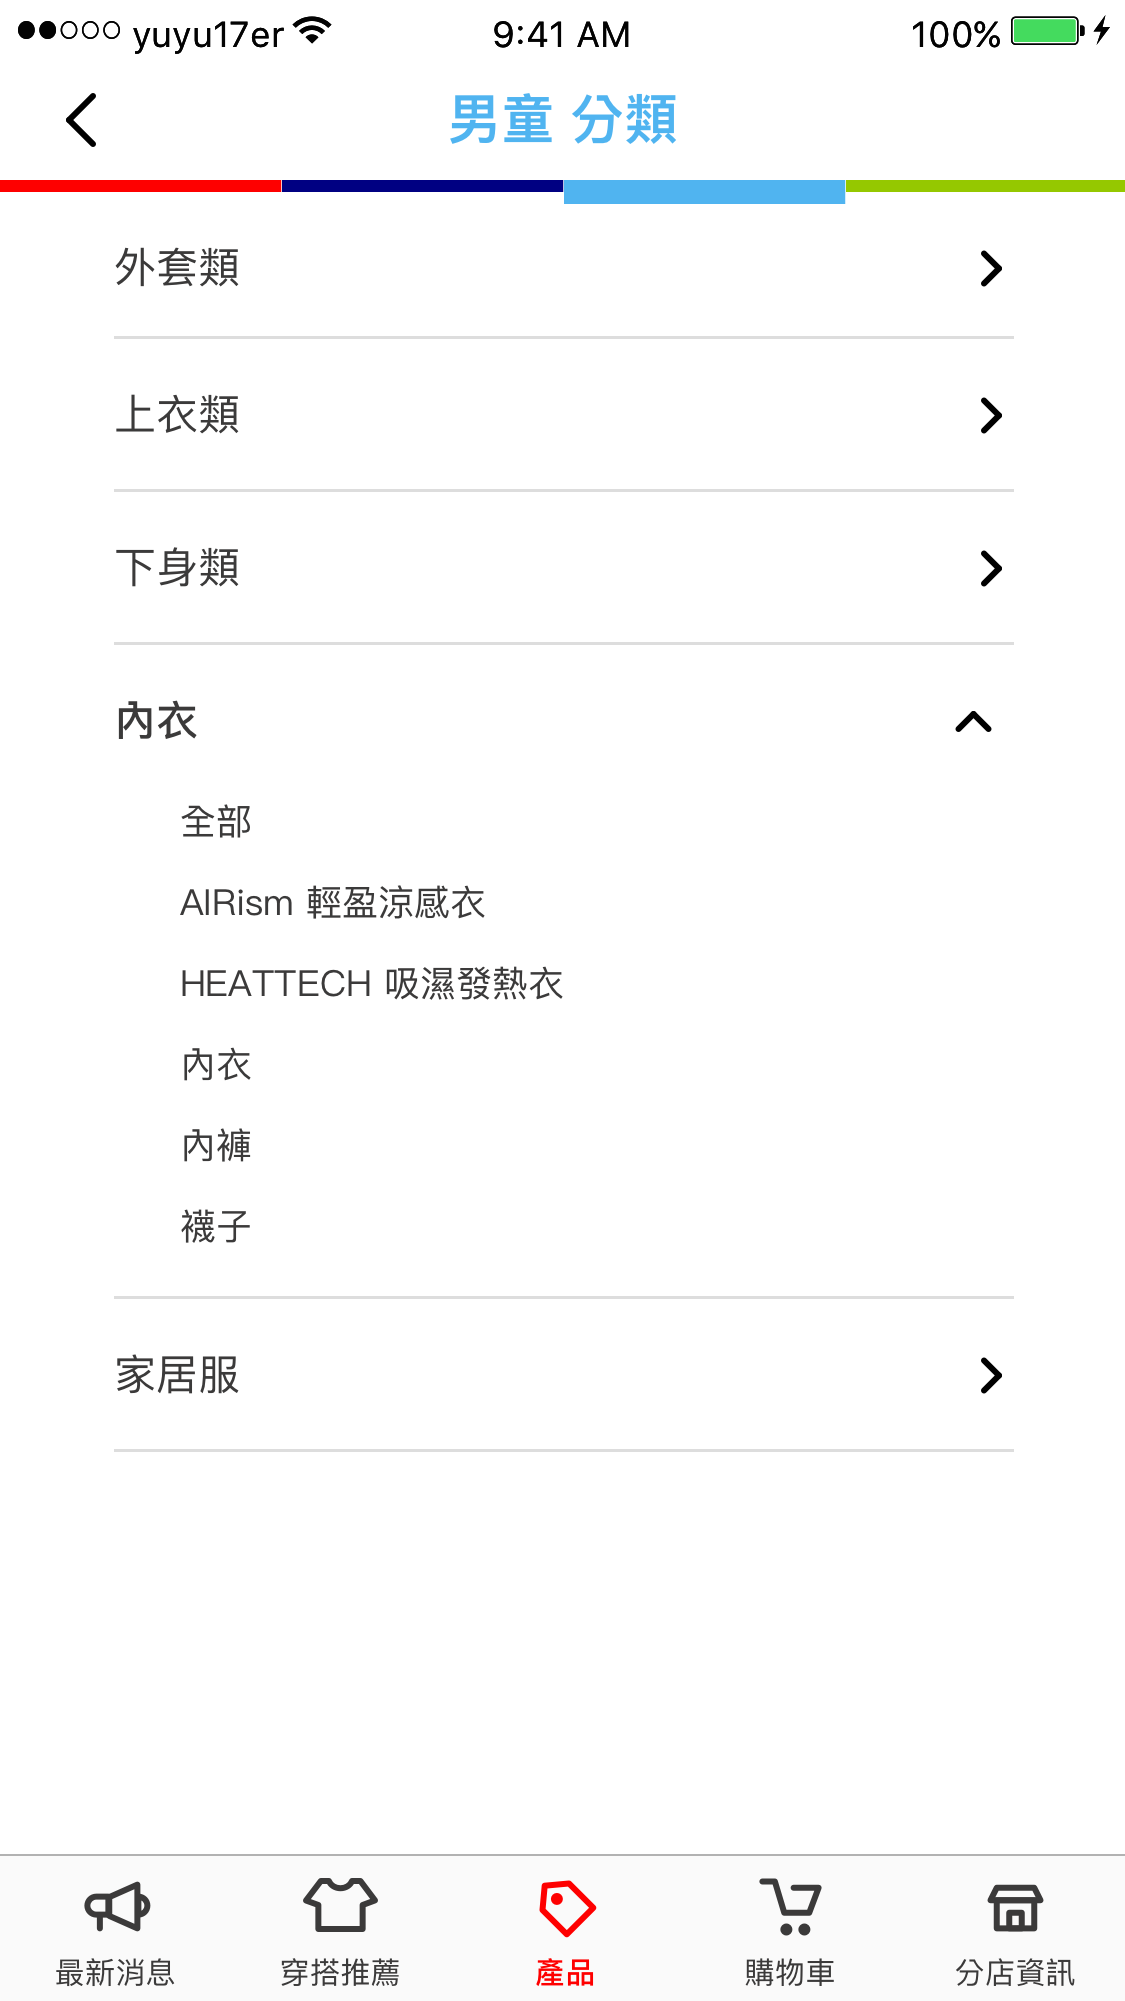 yuyu17er 9:41 AM 100%
男童 分類
外套類
上衣類
下身類
內衣
全部
AIRism 輕盈涼感衣
HEATTECH 吸濕發熱衣
內衣
內褲
襪子
家居服
最新消息 穿搭推薦 產品 購物車 分店資訊